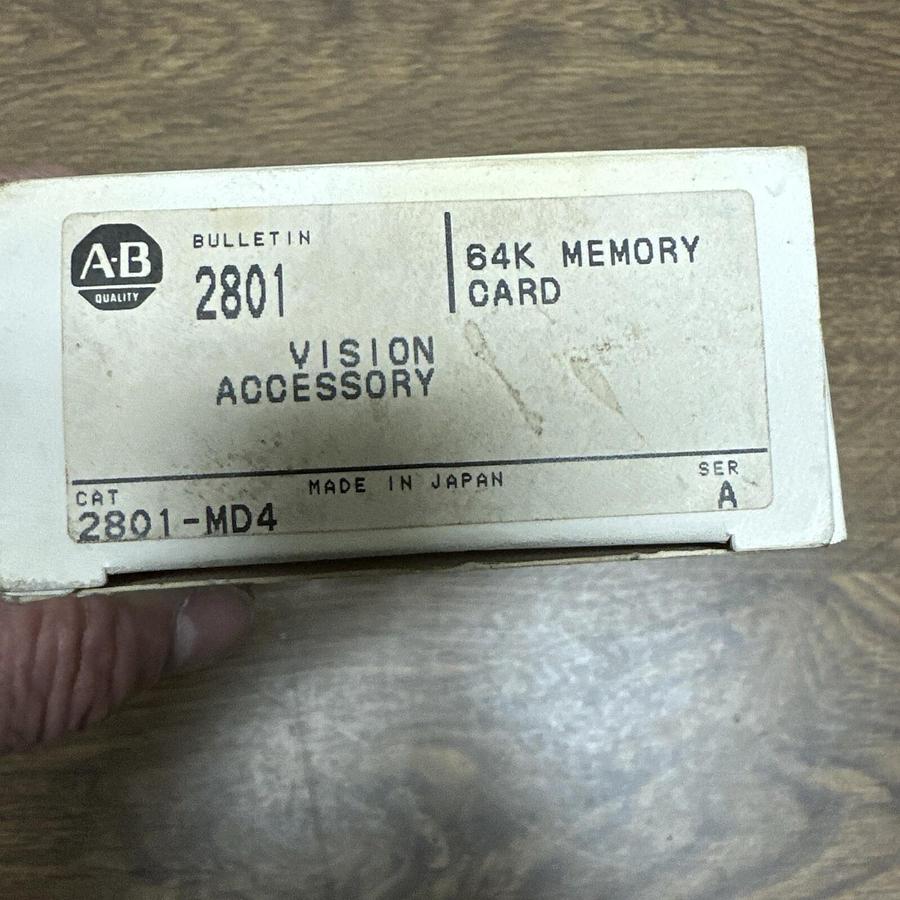 A·B
QUALITY
BULLETIN
2801
64K MEMORY
CARD
VISION
ACCESSORY
CAT
2801-MD4
MADE IN JAPAN
SER
A